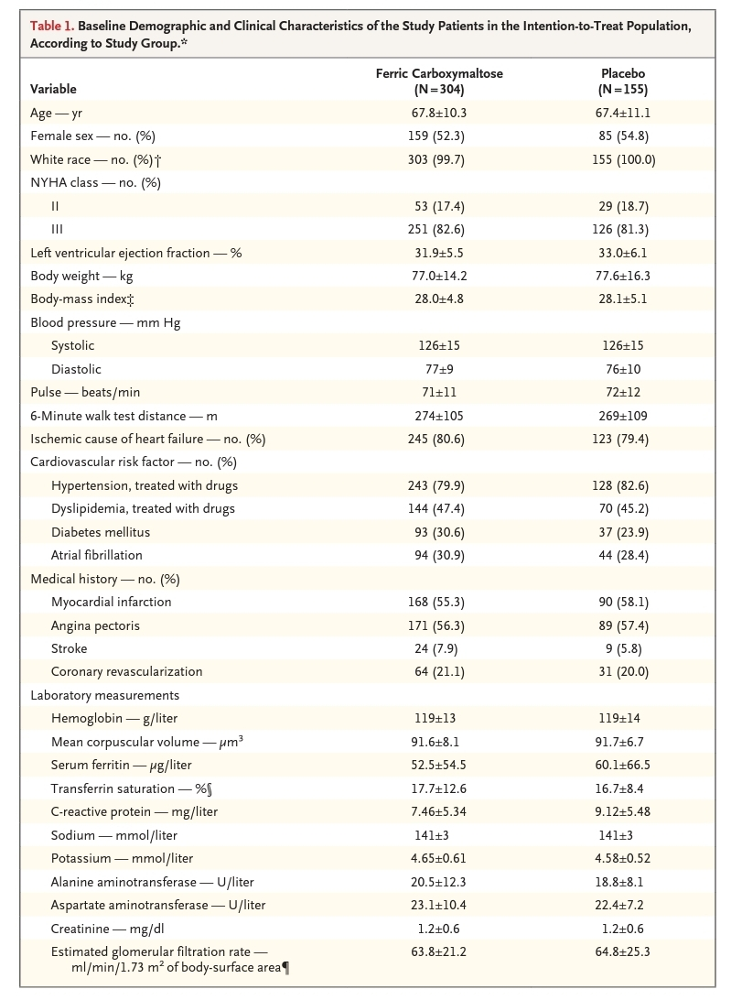 Table 1. Baseline Demographic and Clinical Characteristics of the Study Patients in the Intention-to-Treat Population,
According to Study Group.*
Variable Ferric Carboxymaltose (N=304) Placebo (N=155)
Age — yr 67.8±10.3 67.4±11.1
Female sex — no. (%) 159 (52.3) 85 (54.8)
White race — no. (%)† 303 (99.7) 155 (100.0)
NYHA class — no. (%)
II 53 (17.4) 29 (18.7)
III 251 (82.6) 126 (81.3)
Left ventricular ejection fraction — % 31.9±5.5 33.0±6.1
Body weight — kg 77.0±14.2 77.6±16.3
Body-mass index‡ 28.0±4.8 28.1±5.1
Blood pressure — mm Hg
Systolic 126±15 126±15
Diastolic 77±9 76±10
Pulse — beats/min 71±11 72±12
6-Minute walk test distance — m 274±105 269±109
Ischemic cause of heart failure — no. (%) 245 (80.6) 123 (79.4)
Cardiovascular risk factor — no. (%)
Hypertension, treated with drugs 243 (79.9) 128 (82.6)
Dyslipidemia, treated with drugs 144 (47.4) 70 (45.2)
Diabetes mellitus 93 (30.6) 37 (23.9)
Atrial fibrillation 94 (30.9) 44 (28.4)
Medical history — no. (%)
Myocardial infarction 168 (55.3) 90 (58.1)
Angina pectoris 171 (56.3) 89 (57.4)
Stroke 24 (7.9) 9 (5.8)
Coronary revascularization 64 (21.1) 31 (20.0)
Laboratory measurements
Hemoglobin — g/liter 119±13 119±14
Mean corpuscular volume — μm³ 91.6±8.1 91.7±6.7
Serum ferritin — μg/liter 52.5±54.5 60.1±66.5
Transferrin saturation — %§ 17.7±12.6 16.7±8.4
C-reactive protein — mg/liter 7.46±5.34 9.12±5.48
Sodium — mmol/liter 141±3 141±3
Potassium — mmol/liter 4.65±0.61 4.58±0.52
Alanine aminotransferase — U/liter 20.5±12.3 18.8±8.1
Aspartate aminotransferase — U/liter 23.1±10.4 22.4±7.2
Creatinine — mg/dl 1.2±0.6 1.2±0.6
Estimated glomerular filtration rate — 63.8±21.2 64.8±25.3
ml/min/1.73 m² of body-surface area¶